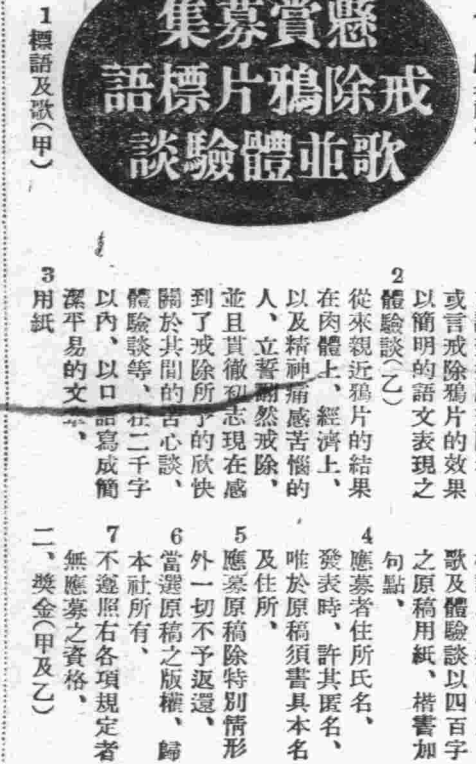 懸賞募集
戒除鴉片標語
歌並體驗談
1 標語及歌(甲)
或言戒除鴉片的效果
以簡明的語文表現之
2 體驗談(乙)
從來親近鴉片的結果
在肉體上、經濟上、
以及精神痛感苦惱的
人、立誓翻然戒除、
並且貫徹初志現在感
到了戒除所予的欣快
關於其間的苦心談、
體驗談等、在二千字
以內、以口語寫成簡
潔平易的文章、
3 用紙
歌及體驗談以四百字
之原稿用紙、楷書加
句點、
4 應募者住所氏名、
發表時、許其匿名、
唯於原稿須書具本名
及住所、
5 應募原稿除特別情形
外一切不予返還、
6 當選原稿之版權、歸
本社所有、
7 不遵照右各項規定者
無應募之資格、
二、獎金(甲及乙)